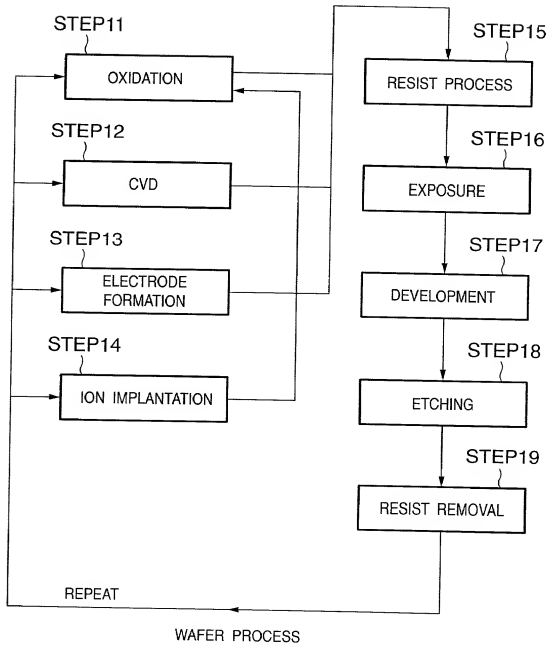 STEP11
OXIDATION
STEP12
CVD
STEP13
ELECTRODE
FORMATION
STEP14
ION IMPLANTATION
STEP15
RESIST PROCESS
STEP16
EXPOSURE
STEP17
DEVELOPMENT
STEP18
ETCHING
STEP19
RESIST REMOVAL
REPEAT
WAFER PROCESS